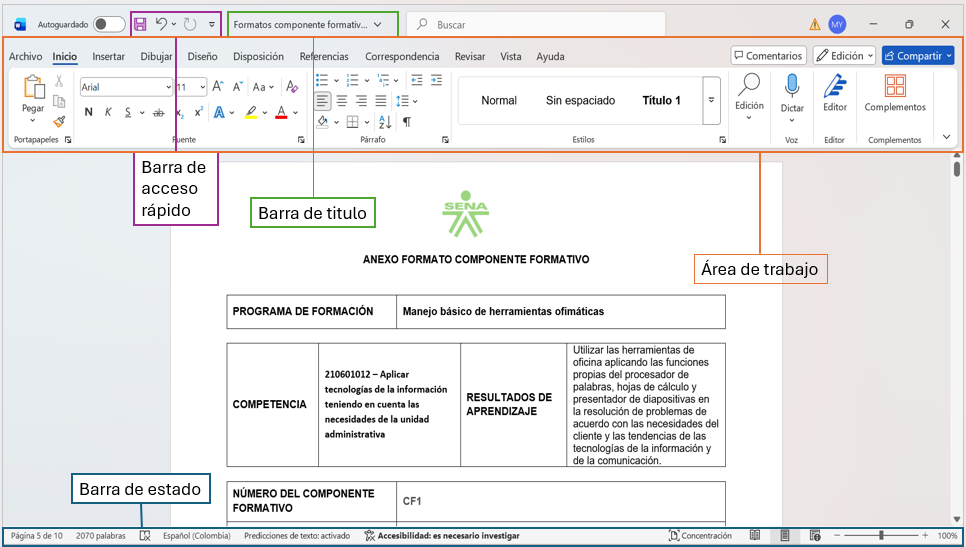 Autoguardado
Formatos componente formativ...
Buscar
MY
Archivo Inicio Insertar Dibujar Diseño Disposición Referencias Correspondencia Revisar Vista Ayuda
Comentarios Edición Compartir
Pegar
Portapapeles
Arial 11
Aa
N K S ab x₂ x² A A
Fuente
Párrafo
Normal Sin espaciado Título 1
Estilos
Edición
Dictar
Voz
Editor
Editor
Complementos
Complementos
Barra de
acceso
rápido
Barra de titulo
Área de trabajo
SENA
ANEXO FORMATO COMPONENTE FORMATIVO
PROGRAMA DE FORMACIÓN Manejo básico de herramientas ofimáticas
COMPETENCIA
210601012 – Aplicar
tecnologías de la información
teniendo en cuenta las
necesidades de la unidad
administrativa
RESULTADOS DE
APRENDIZAJE
Utilizar las herramientas de
oficina aplicando las funciones
propias del procesador de
palabras, hojas de cálculo y
presentador de diapositivas en
la resolución de problemas de
acuerdo con las necesidades del
cliente y las tendencias de las
tecnologías de la información y
de la comunicación.
NÚMERO DEL COMPONENTE
FORMATIVO
CF1
Barra de estado
Página 5 de 10 2070 palabras Español (Colombia) Predicciones de texto: activado Accesibilidad: es necesario investigar Concentración 100%